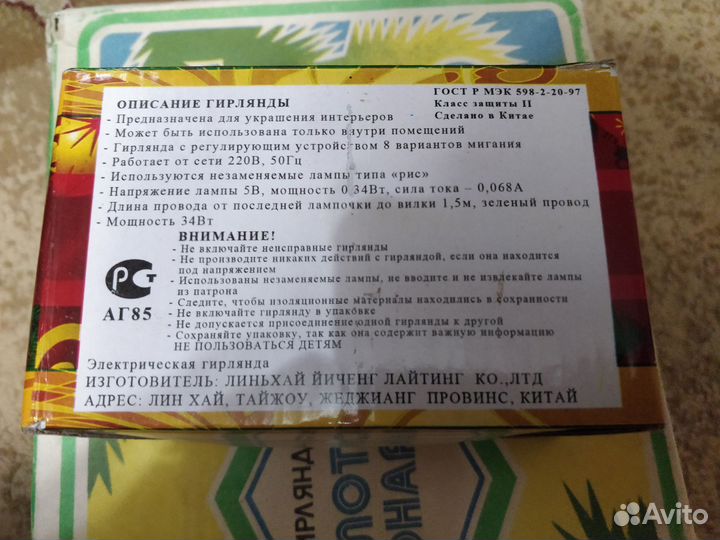 ГОСТ Р МЭК 598-2-20-97
ОПИСАНИЕ ГИРЛЯНДЫ
Класс защиты II
- Предназначена для украшения интерьеров
Сделано в Китае
- Может быть использована только внутри помещений
- Гирлянда с регулирующим устройством 8 вариантов мигания
- Работает от сети 220В, 50Гц
- Используются незаменяемые лампы типа «рис»
- Напряжение лампы 5В, мощность 0.34Вт, сила тока – 0,068А
- Длина провода от последней лампочки до вилки 1,5м, зеленый провод
- Мощность 34Вт
ВНИМАНИЕ!
- Не включайте неисправные гирлянды
- Не производите никаких действий с гирляндой, если она находится
под напряжением
- Использованы незаменяемые лампы, не вводите и не извлекайте лампы
из патрона
- Следите, чтобы изоляционные материалы находились в сохранности
- Не включайте гирлянду в упаковке
- Не допускается присоединение одной гирлянды к другой
- Сохраняйте упаковку, так как она содержит важную информацию
НЕ ПОЛЬЗОВАТЬСЯ ДЕТЯМ
РСТ
АГ85
Электрическая гирлянда
ИЗГОТОВИТЕЛЬ: ЛИНЬХАЙ ЙИЧЕНГ ЛАЙТИНГ КО.,ЛТД
АДРЕС: ЛИН ХАЙ, ТАЙЖОУ, ЖЕДЖИАНГ ПРОВИНС, КИТАЙ
Avito